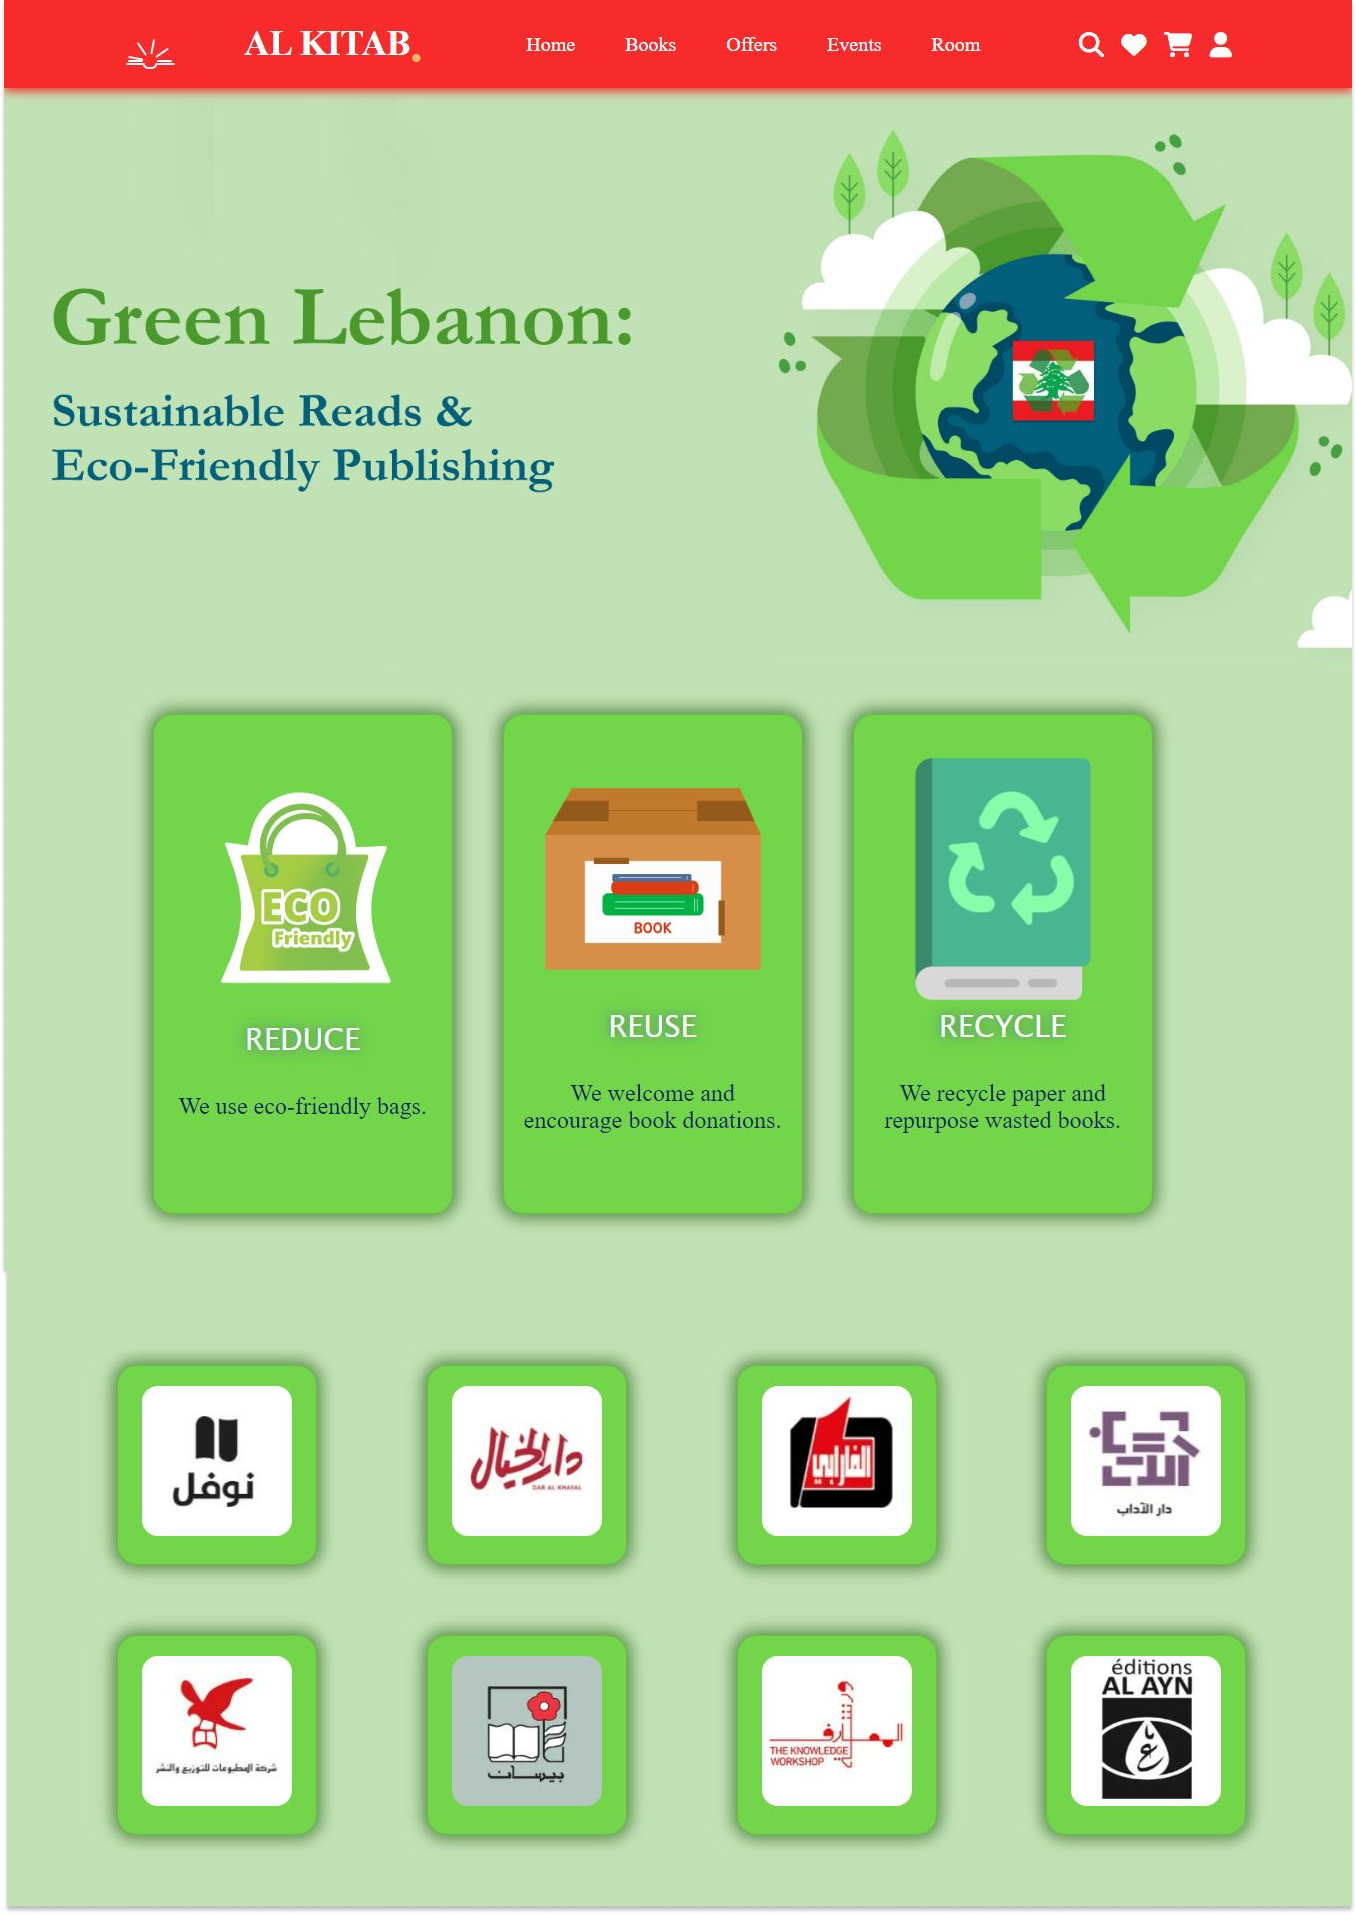 AL KITAB.
Home
Books
Offers
Events
Room
Green Lebanon:
Sustainable Reads &
Eco-Friendly Publishing
ECO
Friendly
BOOK
REDUCE
REUSE
RECYCLE
We use eco-friendly bags.
We welcome and
encourage book donations.
We recycle paper and
repurpose wasted books.
نوفل
دار الخيال
DAR AL KHAYAL
الفارابي
الآداب
دار الآداب
شركة المطبوعات للتوزيع والنشر
بيسان
ورشة
المعارف
THE KNOWLEDGE
WORKSHOP
éditions
AL AYN